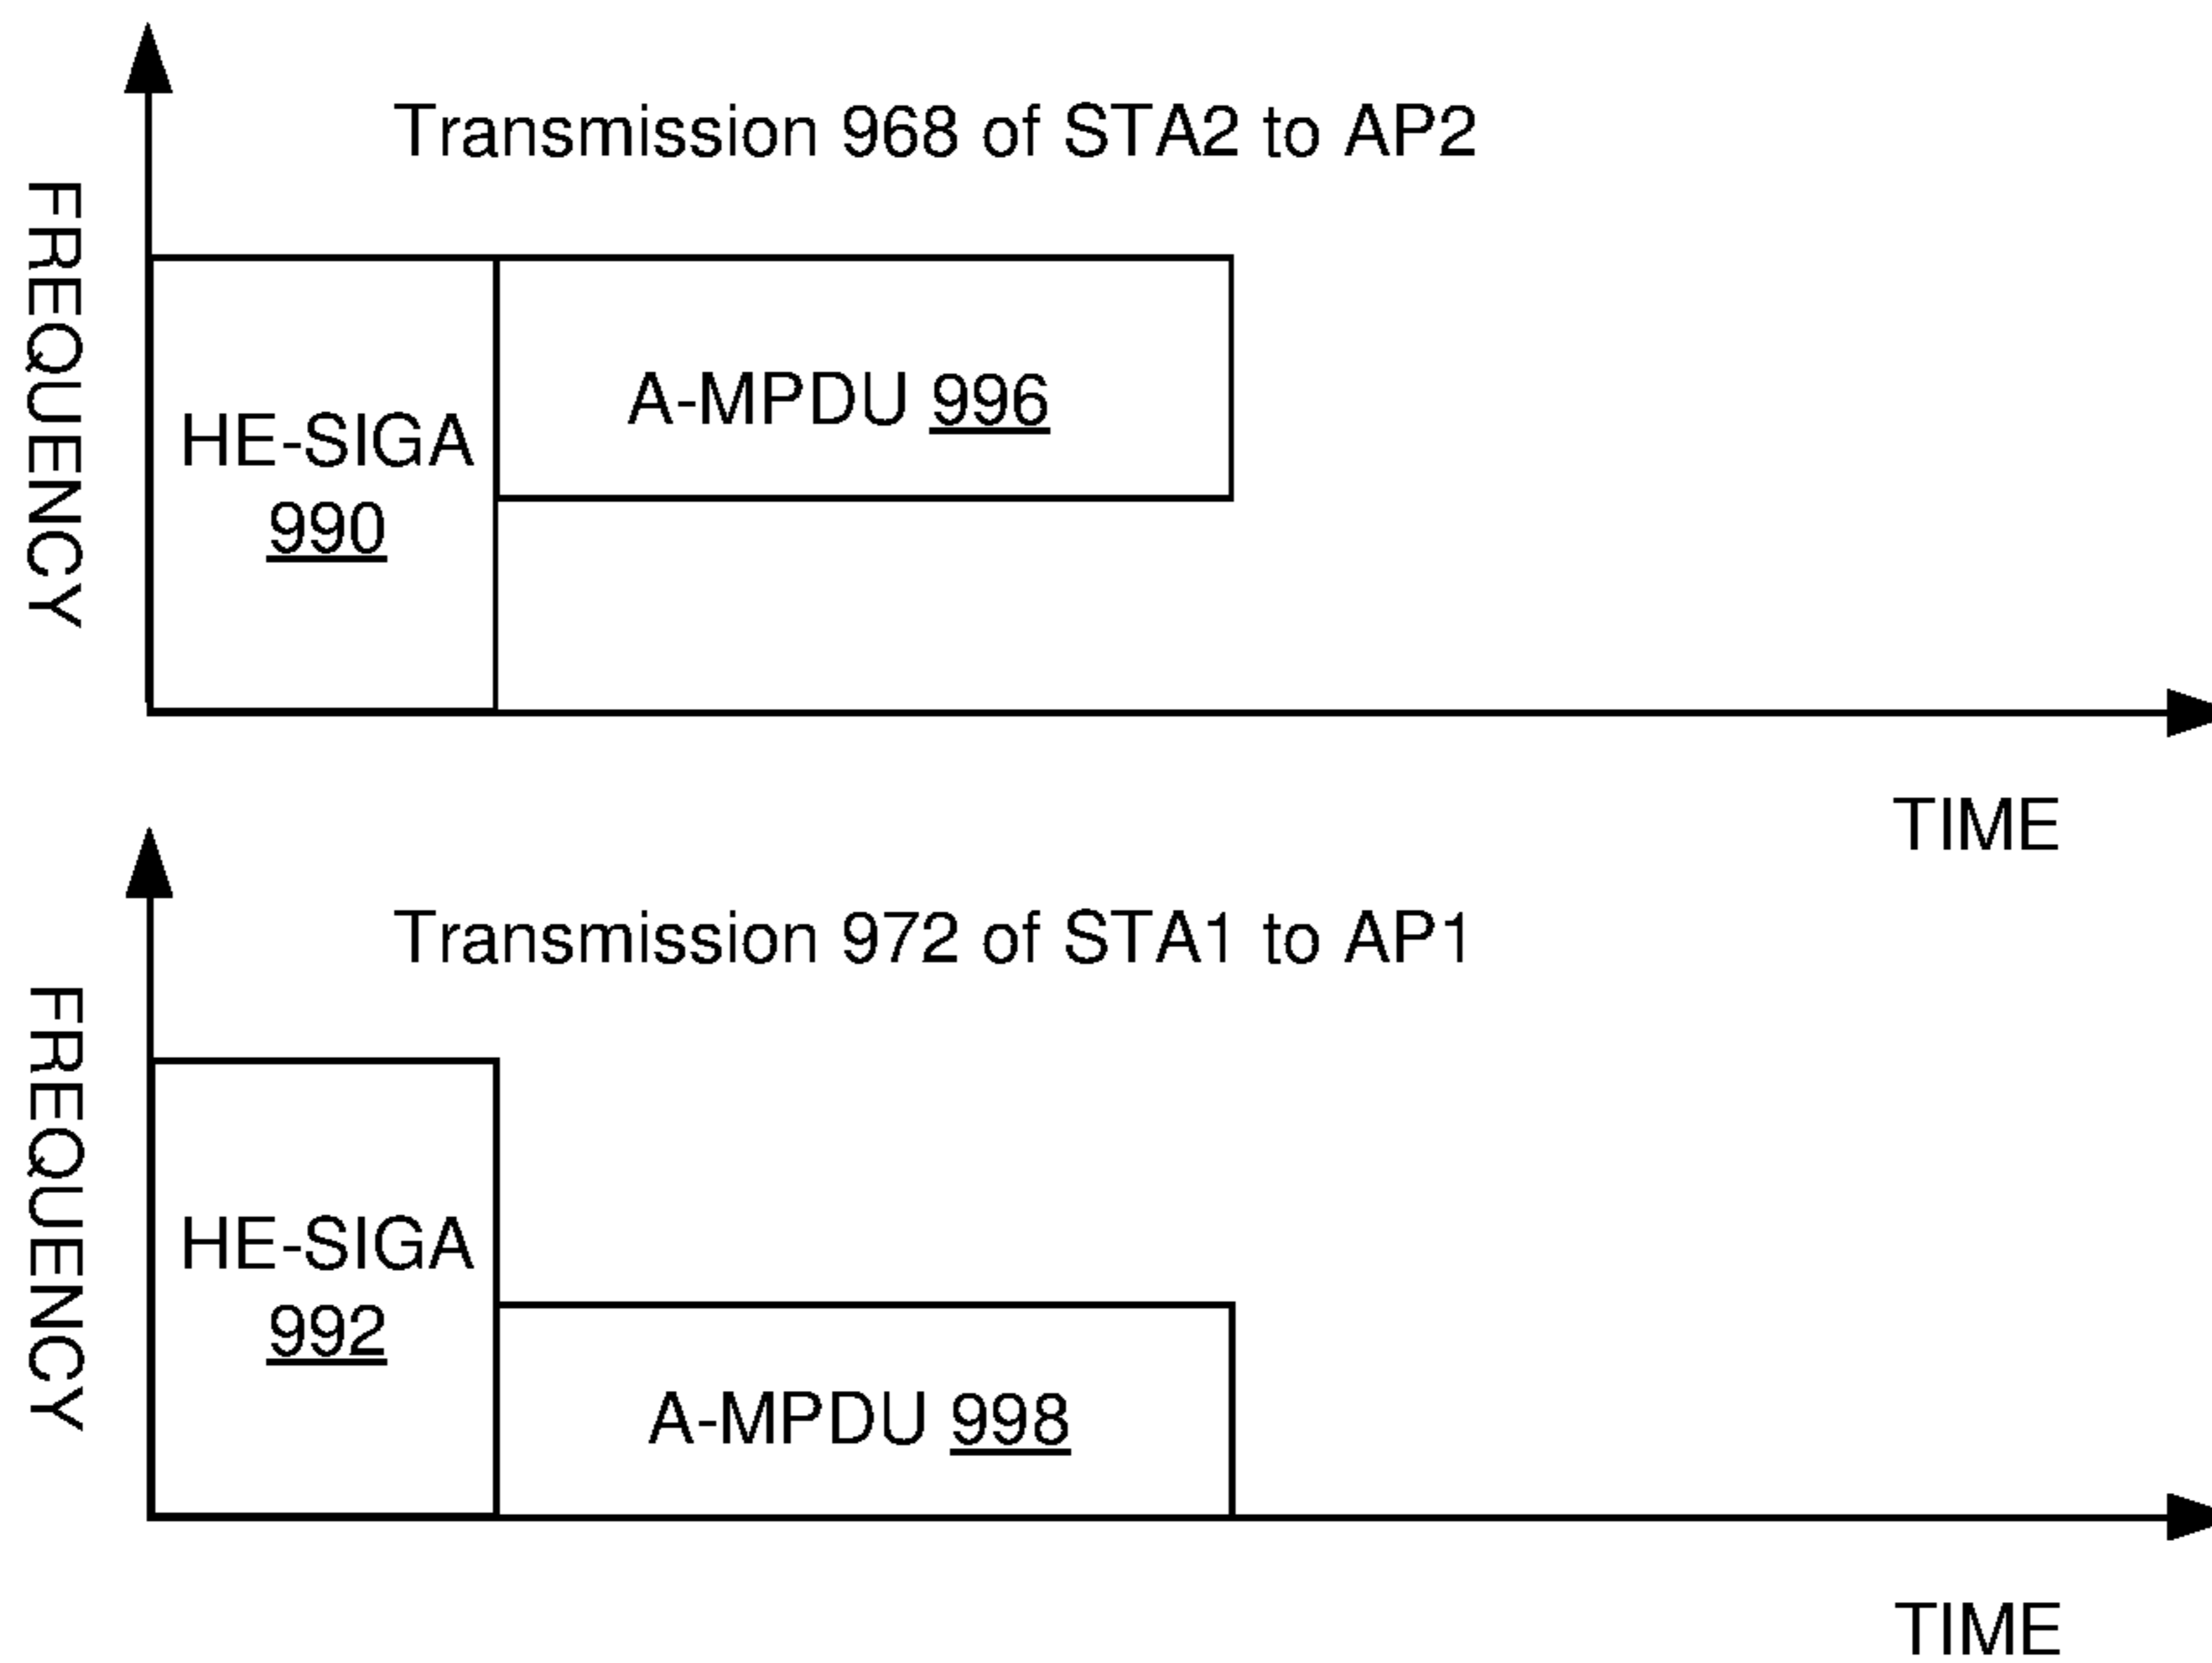 Transmission 968 of STA2 to AP2
FREQUENCY
HE-SIGA
990
A-MPDU 996
TIME
Transmission 972 of STA1 to AP1
FREQUENCY
HE-SIGA
992
A-MPDU 998
TIME